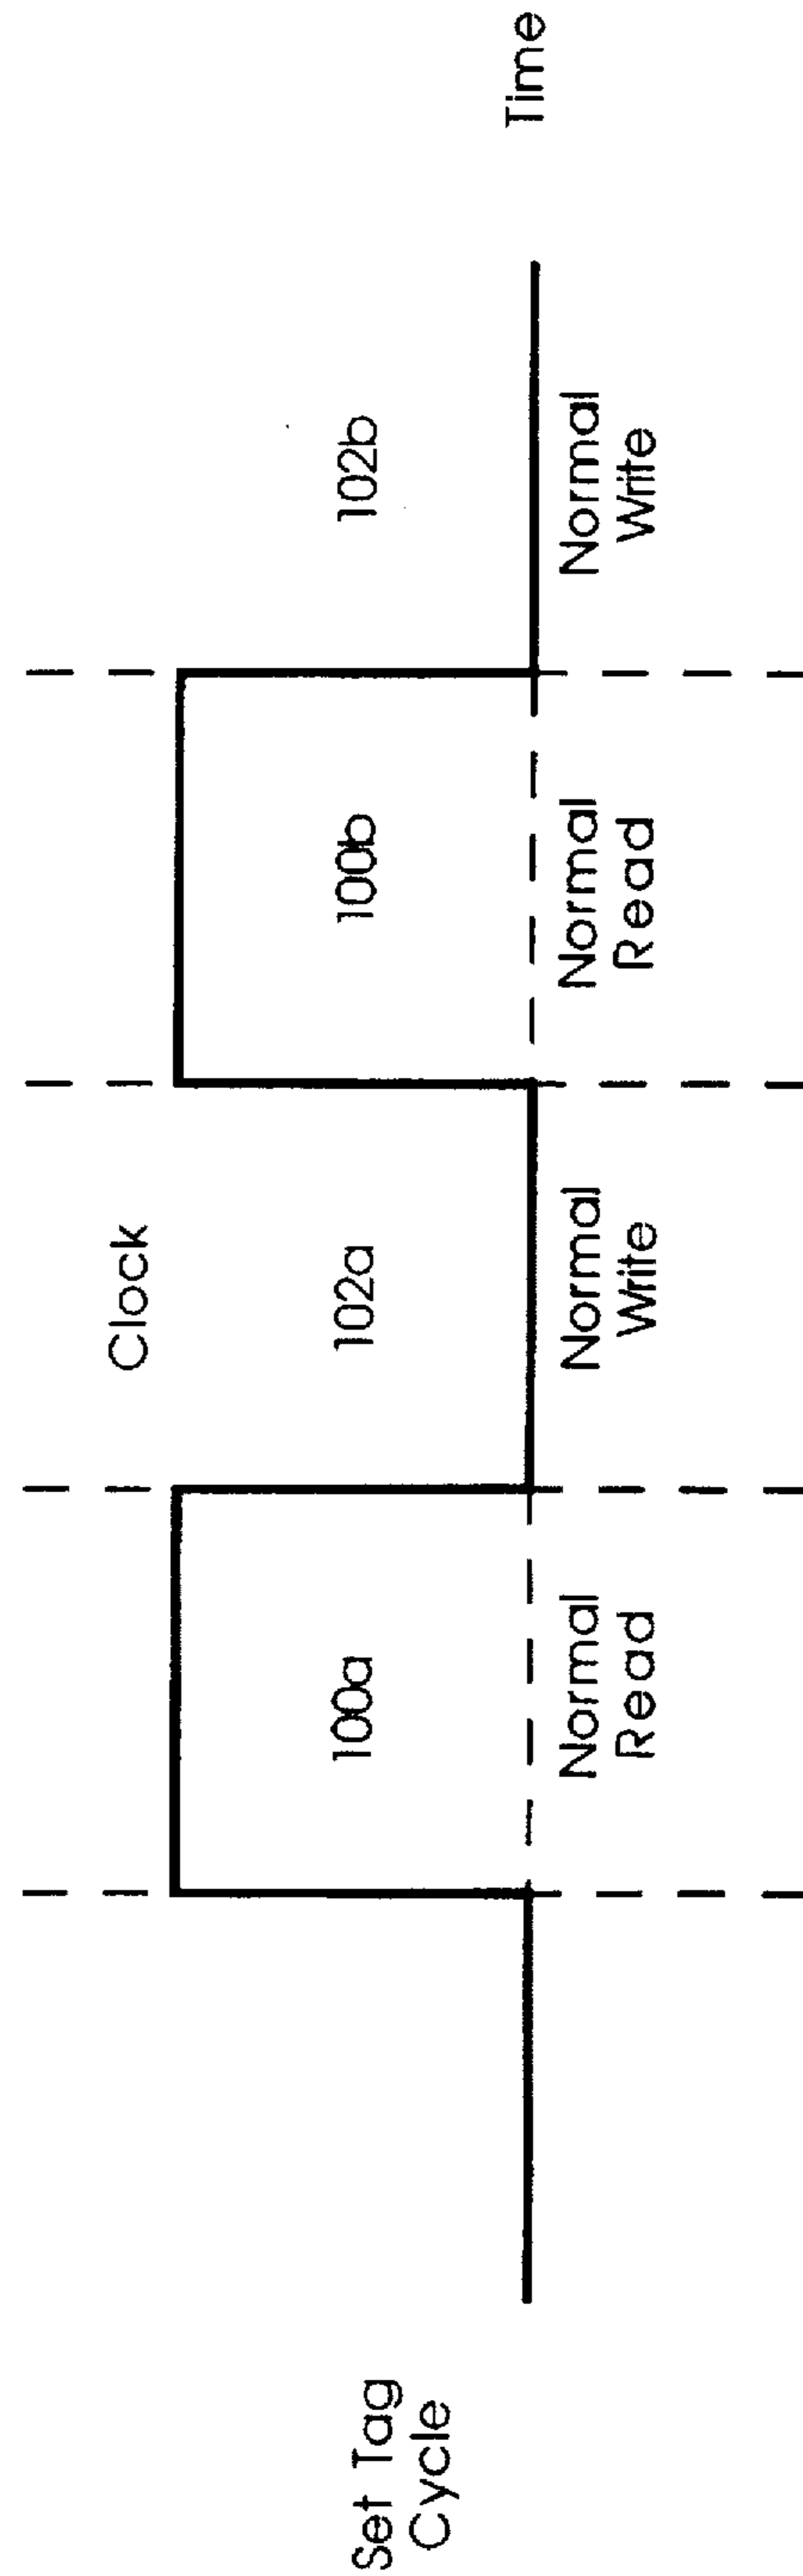 Clock
Set Tag
Cycle
100a
102a
100b
102b
Time
Normal
Read
Normal
Write
Normal
Read
Normal
Write